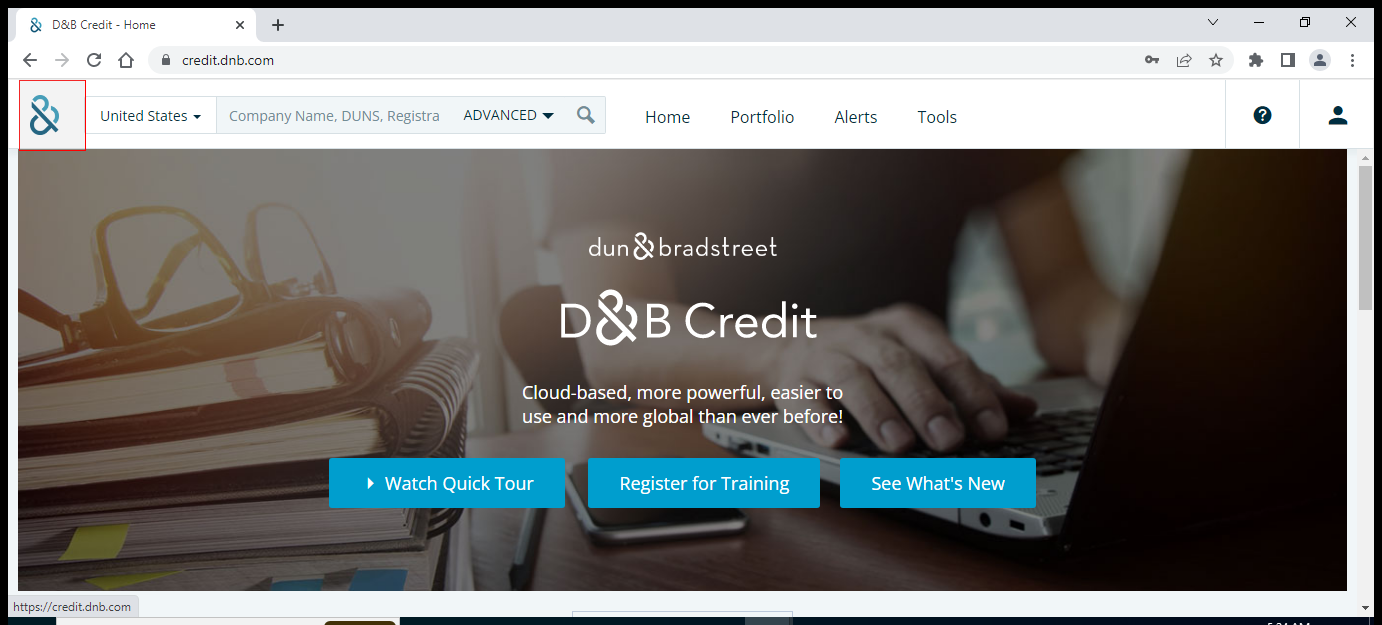 D&B Credit - Home
credit.dnb.com
United States
Company Name, DUNS, Registra
ADVANCED
Home
Portfolio
Alerts
Tools
dun & bradstreet
D&B Credit
Cloud-based, more powerful, easier to
use and more global than ever before!
Watch Quick Tour
Register for Training
See What's New
https://credit.dnb.com